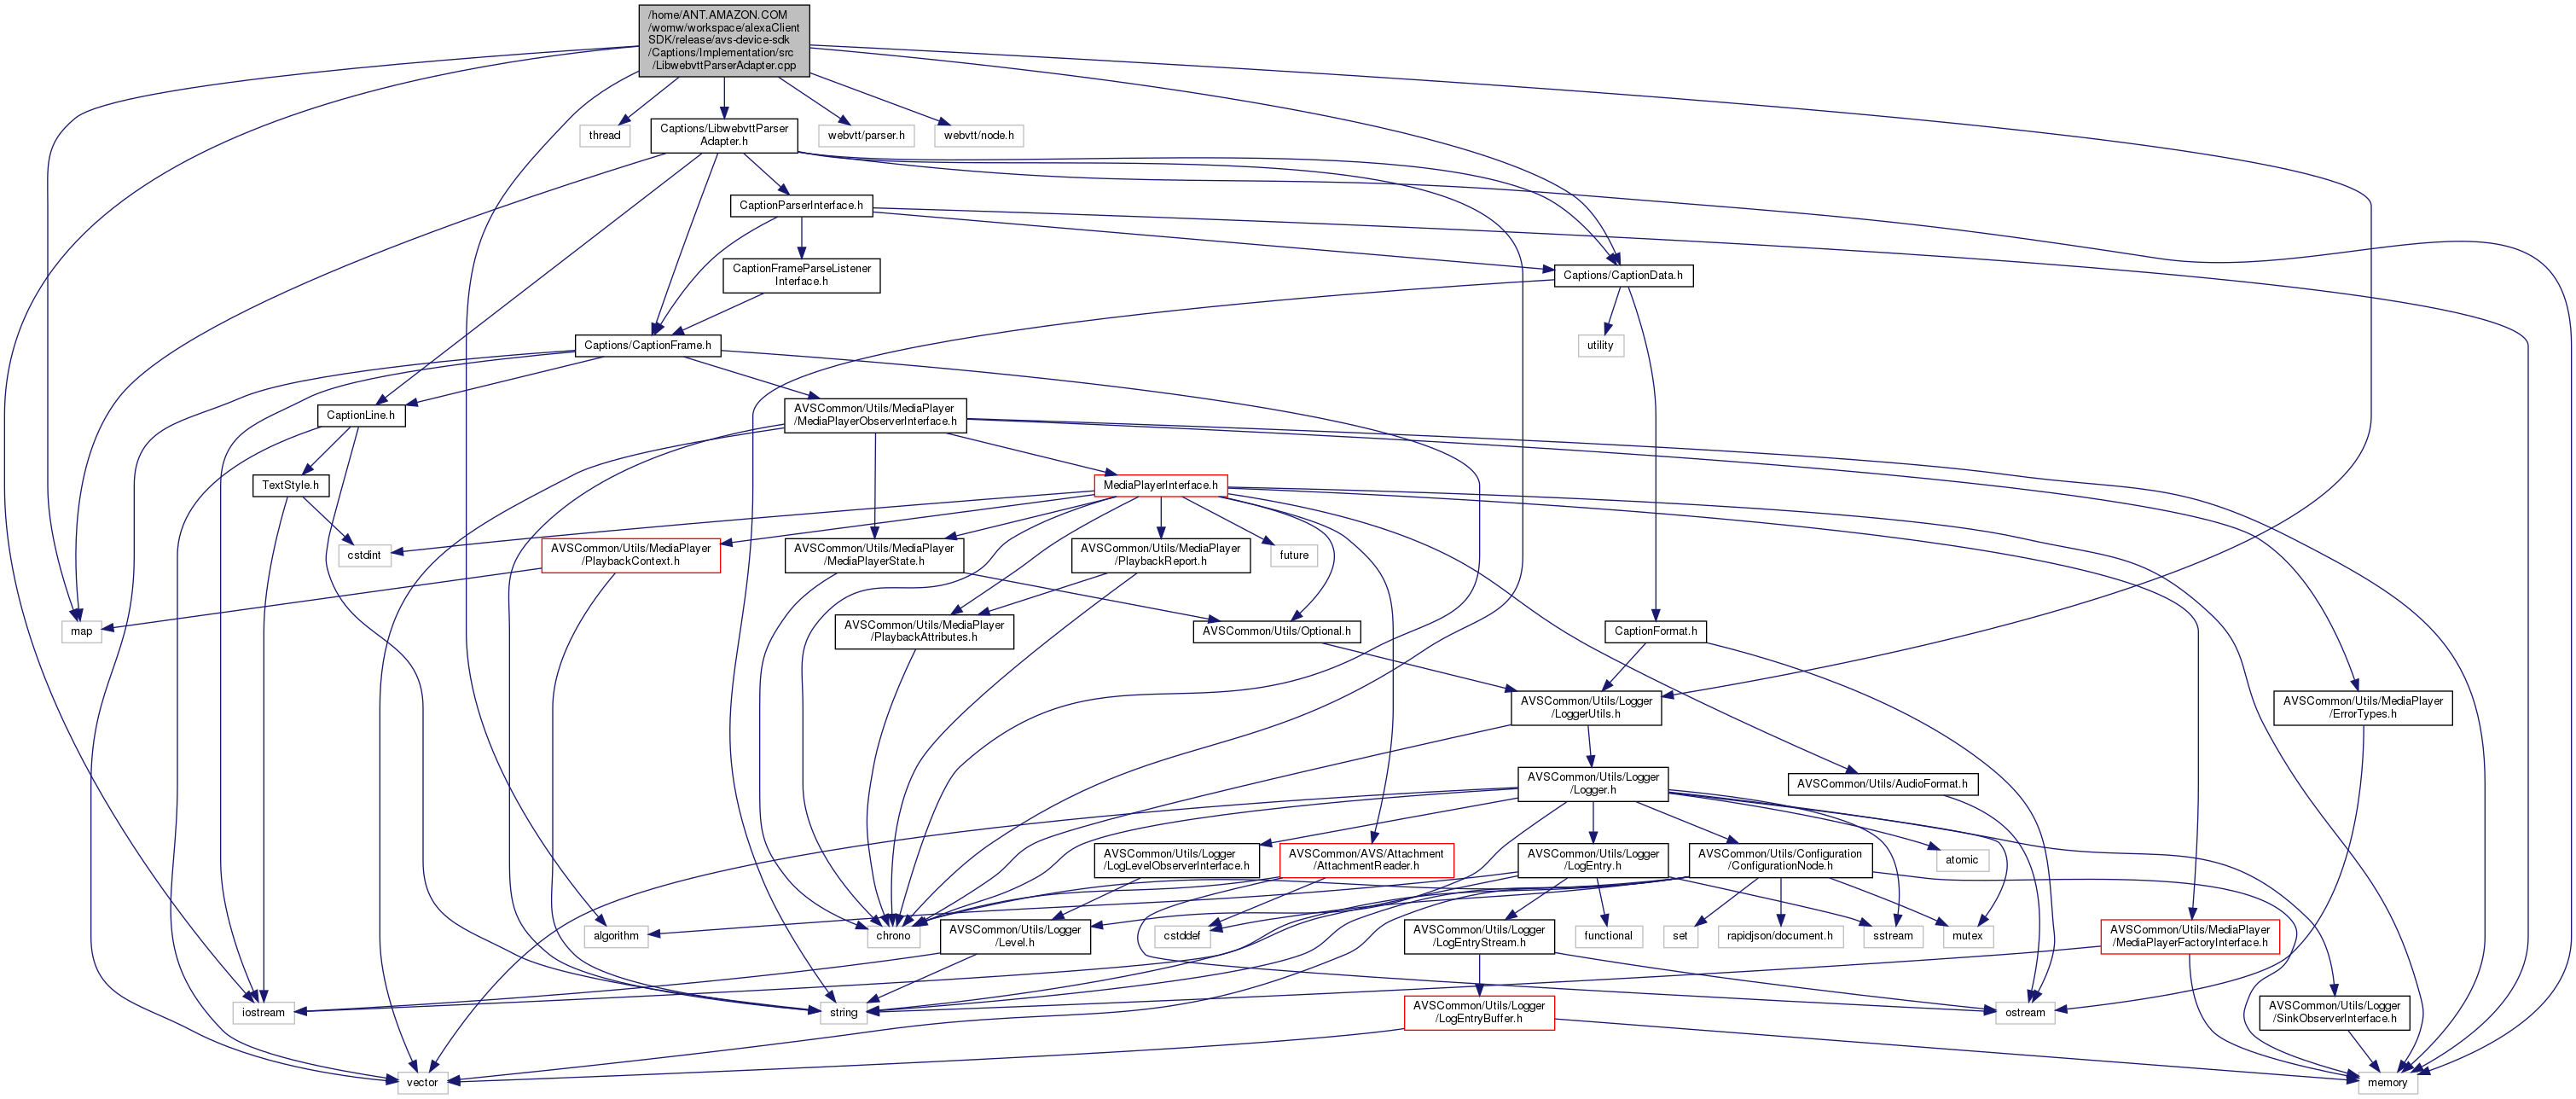 /home/ANT.AMAZON.COM
/womw/workspace/alexaClient
SDK/release/avs-device-sdk
/Captions/Implementation/src
/LibwebvttParserAdapter.cpp
thread
Captions/LibwebvttParser
Adapter.h
webvtt/parser.h
webvtt/node.h
CaptionParserInterface.h
CaptionFrameParseListener
Interface.h
Captions/CaptionData.h
Captions/CaptionFrame.h
utility
CaptionLine.h
AVSCommon/Utils/MediaPlayer
/MediaPlayerObserverInterface.h
TextStyle.h
MediaPlayerInterface.h
cstdint
AVSCommon/Utils/MediaPlayer
/PlaybackContext.h
AVSCommon/Utils/MediaPlayer
/MediaPlayerState.h
AVSCommon/Utils/MediaPlayer
/PlaybackReport.h
future
map
AVSCommon/Utils/MediaPlayer
/PlaybackAttributes.h
AVSCommon/Utils/Optional.h
CaptionFormat.h
AVSCommon/Utils/Logger
/LoggerUtils.h
AVSCommon/Utils/MediaPlayer
/ErrorTypes.h
AVSCommon/Utils/Logger
/Logger.h
AVSCommon/Utils/AudioFormat.h
AVSCommon/Utils/Logger
/LogLevelObserverInterface.h
AVSCommon/AVS/Attachment
/AttachmentReader.h
AVSCommon/Utils/Logger
/LogEntry.h
AVSCommon/Utils/Configuration
/ConfigurationNode.h
atomic
algorithm
chrono
AVSCommon/Utils/Logger
/Level.h
cstddef
AVSCommon/Utils/Logger
/LogEntryStream.h
functional
set
rapidjson/document.h
sstream
mutex
AVSCommon/Utils/MediaPlayer
/MediaPlayerFactoryInterface.h
iostream
string
AVSCommon/Utils/Logger
/LogEntryBuffer.h
ostream
AVSCommon/Utils/Logger
/SinkObserverInterface.h
vector
memory